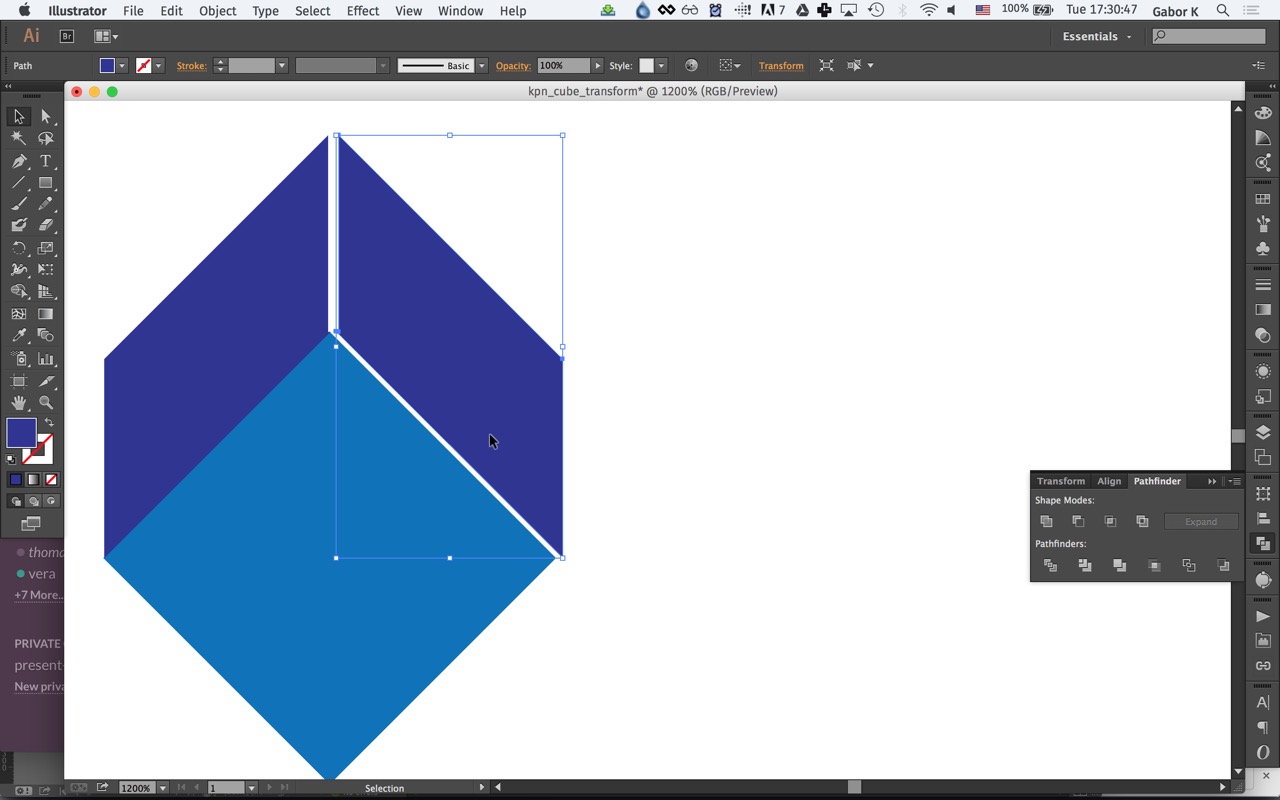 Illustrator File Edit Object Type Select Effect View Window Help 7 100% Tue 17:30:47 Gabor K
Ai Br Essentials
Path Stroke: Basic Opacity: 100% Style: Transform
kpn_cube_transform* @ 1200% (RGB/Preview)
Transform Align Pathfinder
Shape Modes:
Expand
Pathfinders:
vera
+7 More..
PRIVATE
present-
New priva
1200% 1 Selection